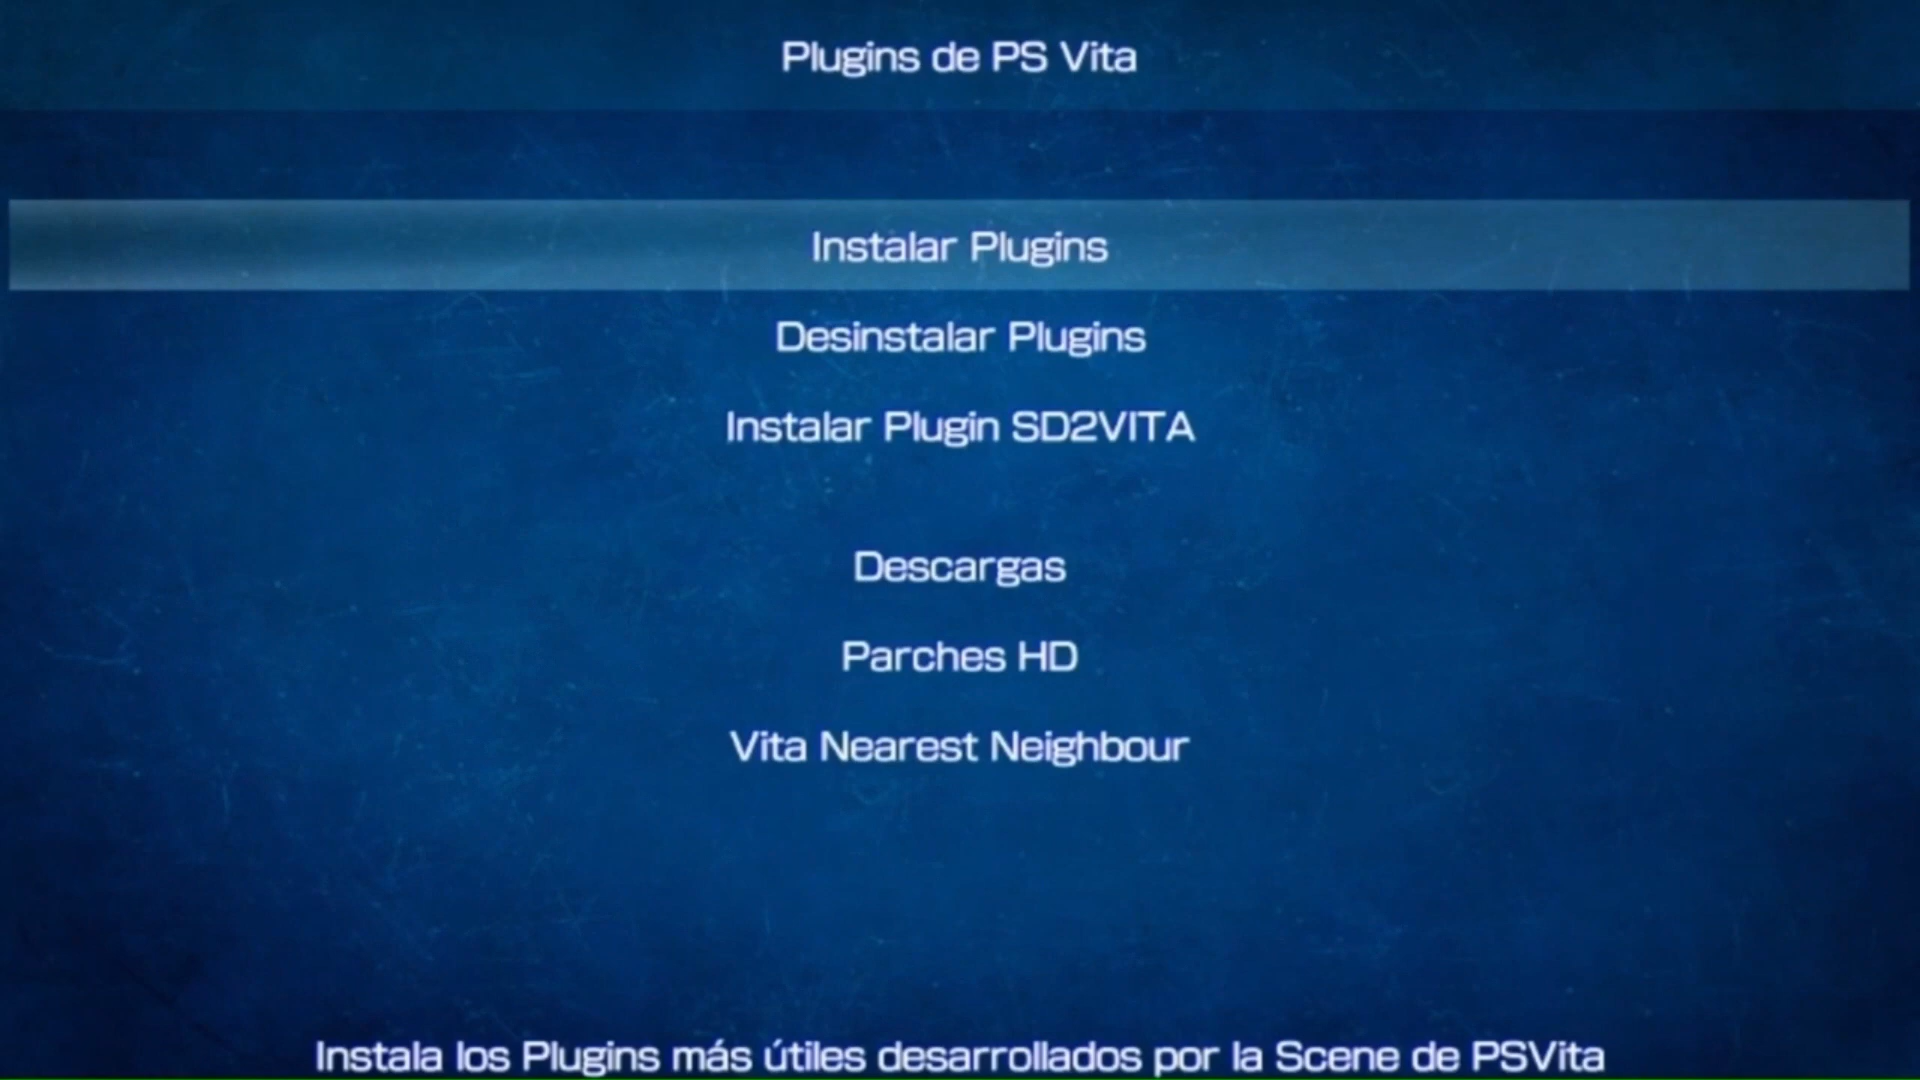 Plugins de PS Vita
Instalar Plugins
Desinstalar Plugins
Instalar Plugin SD2VITA
Descargas
Parches HD
Vita Nearest Neighbour
Instala los Plugins más útiles desarrollados por la Scene de PSVita